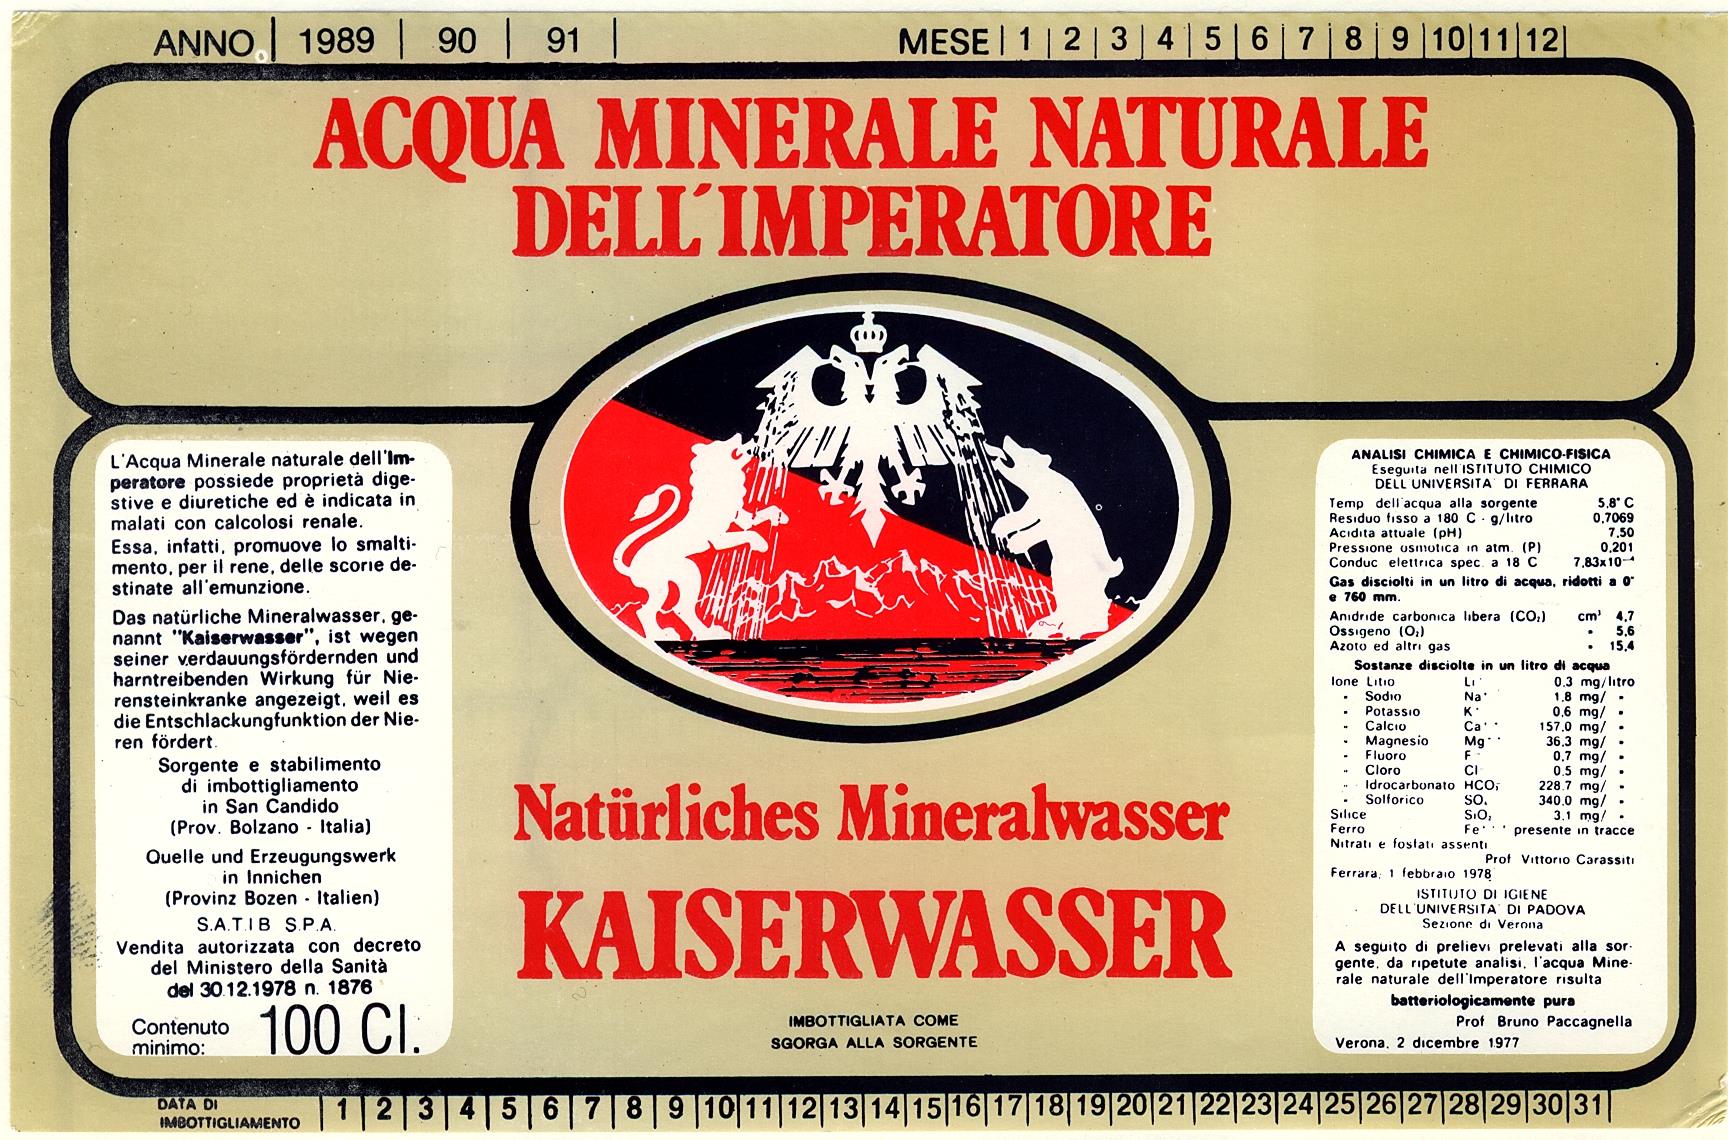 ANNO | 1989 | 90 | 91 |
MESE | 1 | 2 | 3 | 4 | 5 | 6 | 7 | 8 | 9 | 10 | 11 | 12 |
ACQUA MINERALE NATURALE
DELL´IMPERATORE
L'Acqua Minerale naturale dell'Im-
peratore possiede proprietà dige-
stive e diuretiche ed è indicata in
malati con calcolosi renale.
Essa, infatti, promuove lo smalti-
mento, per il rene, delle scorie de-
stinate all'emunzione.
Das natürliche Mineralwasser, ge-
nannt "Kaiserwasser", ist wegen
seiner verdauungsfördernden und
harntreibenden Wirkung für Nie-
rensteinkranke angezeigt, weil es
die Entschlackungfunktion der Nie-
ren fördert.
Sorgente e stabilimento
di imbottigliamento
in San Candido
(Prov. Bolzano - Italia)
Quelle und Erzeugungswerk
in Innichen
(Provinz Bozen - Italien)
S.A.T.I.B S.P.A.
Vendita autorizzata con decreto
del Ministero della Sanità
del 30.12.1978 n. 1876
Contenuto
minimo: 100 Cl.
Natürliches Mineralwasser
KAISERWASSER
IMBOTTIGLIATA COME
SGORGA ALLA SORGENTE
ANALISI CHIMICA E CHIMICO-FISICA
Eseguita nell'ISTITUTO CHIMICO
DELL'UNIVERSITA' DI FERRARA
Temp dell'acqua alla sorgente 5,8° C
Residuo fisso a 180 C - g/litro 0,7069
Acidita attuale (pH) 7,50
Pressione osmotica in atm. (P) 0,201
Conduc elettrica spec. a 18 C 7,83x10⁻⁴
Gas disciolti in un litro di acqua, ridotti a 0°
e 760 mm.
Anidride carbonica libera (CO₂) cm³ 4,7
Ossigeno (O₂) " 5,6
Azoto ed altri gas " 15,4
Sostanze disciolte in un litro di acqua
Ione Litio Li· 0.3 mg/litro
" Sodio Na· 1.8 mg/ "
" Potassio K· 0.6 mg/ "
" Calcio Ca·· 157.0 mg/ "
" Magnesio Mg·· 36.3 mg/ "
" Fluoro F- 0.7 mg/ "
" Cloro Cl- 0.5 mg/ "
" Idrocarbonato HCO₃ 228.7 mg/ "
" Solforico SO₄ 340.0 mg/ "
Silice SiO₂ 3.1 mg/ "
Ferro Fe··· presente in tracce
Nitrati e fosfati assenti
Prof Vittorio Carassiti
Ferrara, 1 febbraio 1978
ISTITUTO DI IGIENE
DELL'UNIVERSITA' DI PADOVA
Sezione di Verona
A seguito di prelievi prelevati alla sor-
gente, da ripetute analisi, l'acqua Mine-
rale naturale dell'Imperatore risulta
batteriologicamente pura
Prof Bruno Paccagnella
Verona, 2 dicembre 1977
DATA DI
IMBOTTIGLIAMENTO | 1 | 2 | 3 | 4 | 5 | 6 | 7 | 8 | 9 | 10 | 11 | 12 | 13 | 14 | 15 | 16 | 17 | 18 | 19 | 20 | 21 | 22 | 23 | 24 | 25 | 26 | 27 | 28 | 29 | 30 | 31 |